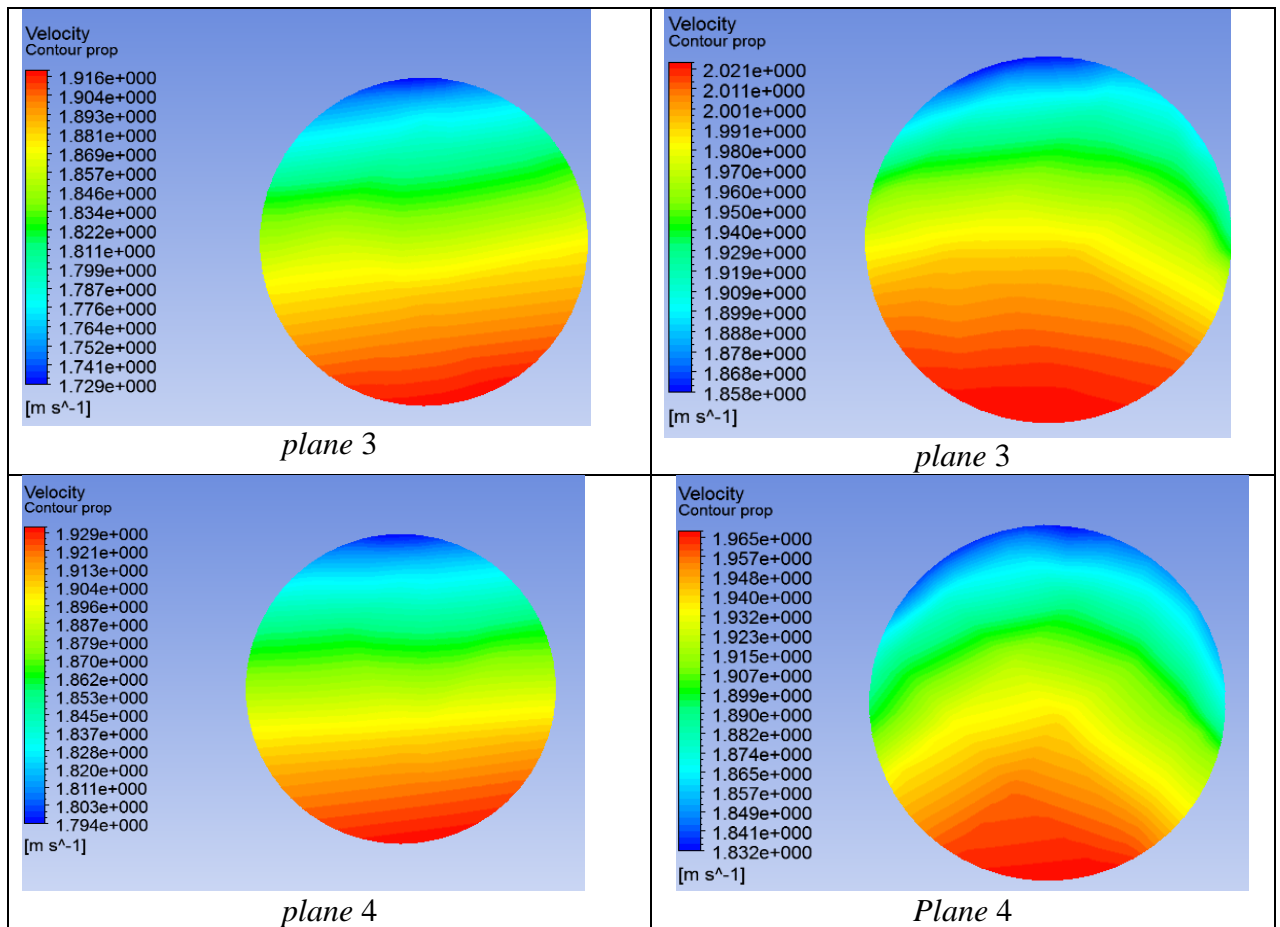 Velocity
Contour prop
1.916e+000
1.904e+000
1.893e+000
1.881e+000
1.869e+000
1.857e+000
1.846e+000
1.834e+000
1.822e+000
1.811e+000
1.799e+000
1.787e+000
1.776e+000
1.764e+000
1.752e+000
1.741e+000
1.729e+000
[m s^-1]
plane 3
Velocity
Contour prop
2.021e+000
2.011e+000
2.001e+000
1.991e+000
1.980e+000
1.970e+000
1.960e+000
1.950e+000
1.940e+000
1.929e+000
1.919e+000
1.909e+000
1.899e+000
1.888e+000
1.878e+000
1.868e+000
1.858e+000
[m s^-1]
plane 3
Velocity
Contour prop
1.929e+000
1.921e+000
1.913e+000
1.904e+000
1.896e+000
1.887e+000
1.879e+000
1.870e+000
1.862e+000
1.853e+000
1.845e+000
1.837e+000
1.828e+000
1.820e+000
1.811e+000
1.803e+000
1.794e+000
[m s^-1]
plane 4
Velocity
Contour prop
1.965e+000
1.957e+000
1.948e+000
1.940e+000
1.932e+000
1.923e+000
1.915e+000
1.907e+000
1.899e+000
1.890e+000
1.882e+000
1.874e+000
1.865e+000
1.857e+000
1.849e+000
1.841e+000
1.832e+000
[m s^-1]
Plane 4